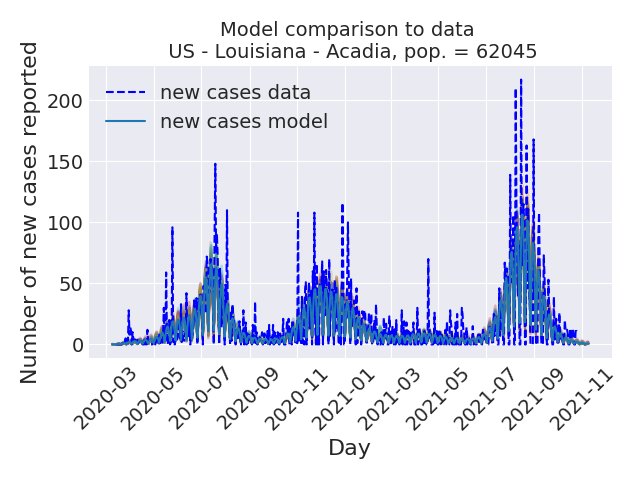 Model comparison to data
US - Louisiana - Acadia, pop. = 62045
Number of new cases reported
200
150
100
50
0
new cases data
new cases model
2020-03
2020-05
2020-07
2020-09
2020-11
2021-01
2021-03
2021-05
2021-07
2021-09
2021-11
Day